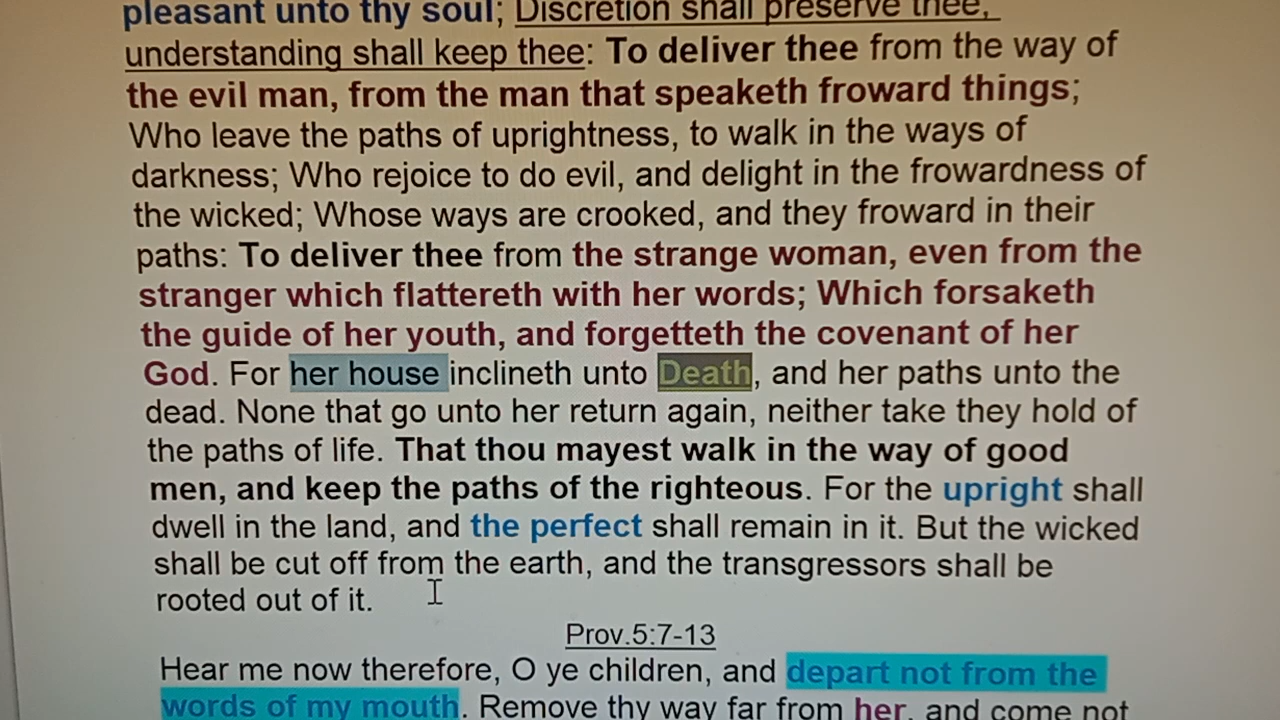 pleasant unto thy soul; Discretion shall preserve thee,
understanding shall keep thee: To deliver thee from the way of
the evil man, from the man that speaketh froward things;
Who leave the paths of uprightness, to walk in the ways of
darkness; Who rejoice to do evil, and delight in the frowardness of
the wicked; Whose ways are crooked, and they froward in their
paths: To deliver thee from the strange woman, even from the
stranger which flattereth with her words; Which forsaketh
the guide of her youth, and forgetteth the covenant of her
God. For her house inclineth unto Death, and her paths unto the
dead. None that go unto her return again, neither take they hold of
the paths of life. That thou mayest walk in the way of good
men, and keep the paths of the righteous. For the upright shall
dwell in the land, and the perfect shall remain in it. But the wicked
shall be cut off from the earth, and the transgressors shall be
rooted out of it.
Prov.5:7-13
Hear me now therefore, O ye children, and depart not from the
words of my mouth. Remove thy way far from her, and come not